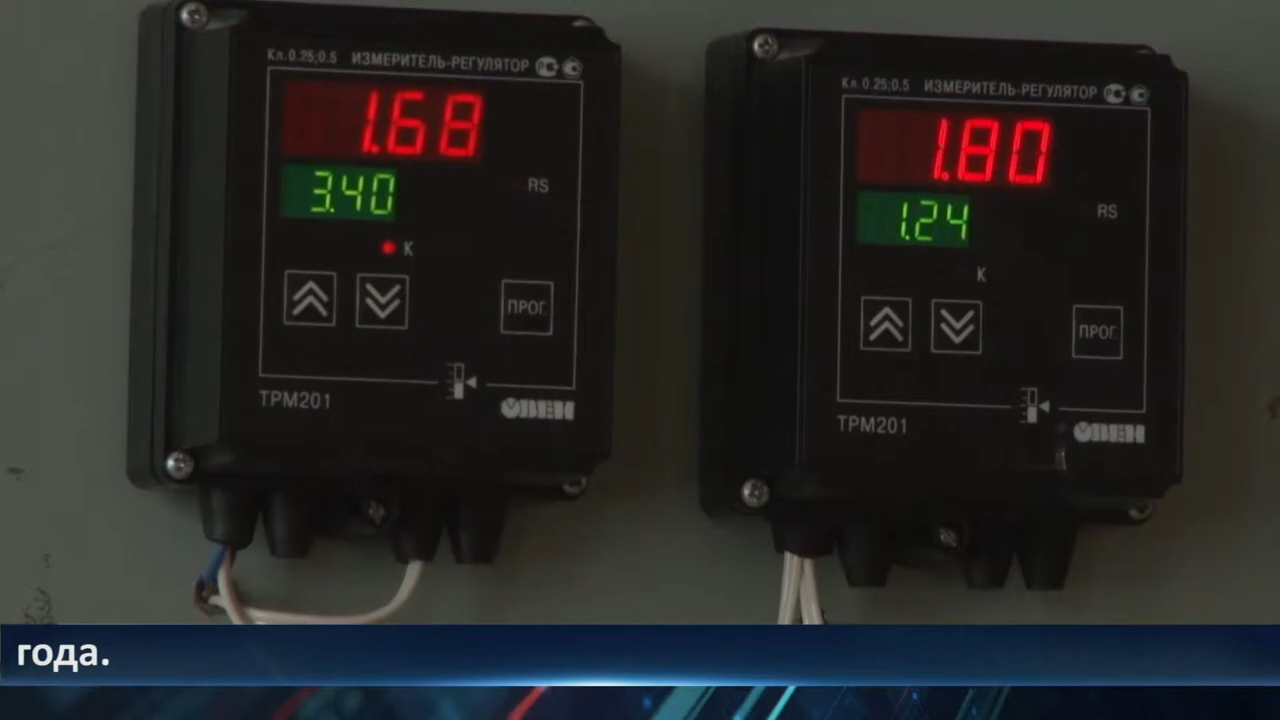 Кл.0.25;0.5 ИЗМЕРИТЕЛЬ-РЕГУЛЯТОР
1.68
3.40
RS
К
ПРОГ.
ТРМ201
ОВЕН
Кл.0.25;0.5 ИЗМЕРИТЕЛЬ-РЕГУЛЯТОР
1.80
1.24
RS
К
ПРОГ.
ТРМ201
ОВЕН
года.